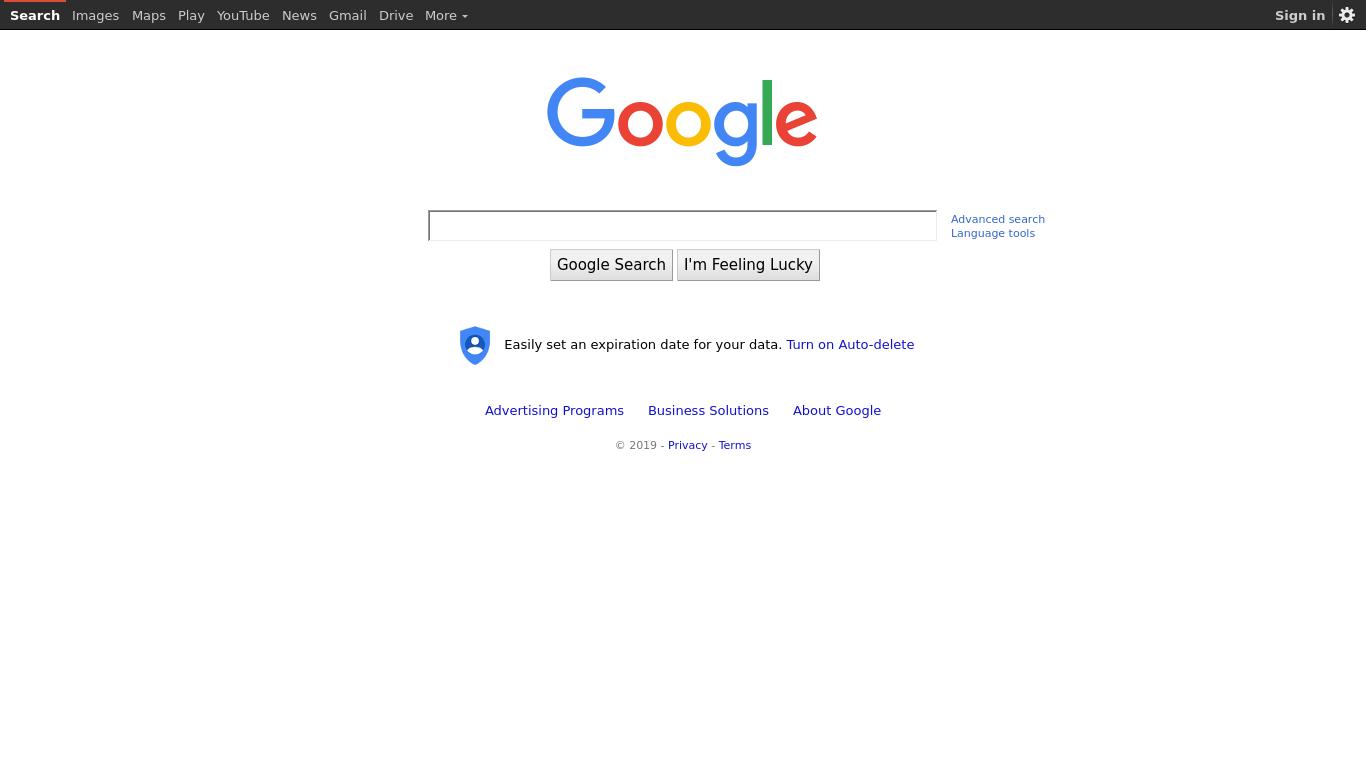 Search Images Maps Play YouTube News Gmail Drive More Sign in
Google
Advanced search
Language tools
Google Search I'm Feeling Lucky
Easily set an expiration date for your data. Turn on Auto-delete
Advertising Programs Business Solutions About Google
© 2019 - Privacy - Terms